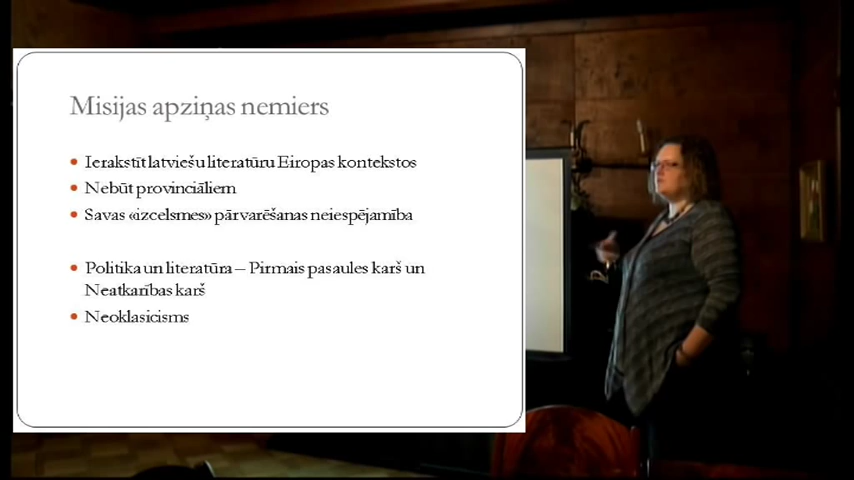 Misijas apziņas nemiers
Ierakstīt latviešu literatūru Eiropas kontekstos
Nebūt provinciāliem
Savas «izcelsmes» pārvarēšanas neiespējamība
Politika un literatūra – Pirmais pasaules karš un
Neatkarības karš
Neoklasicisms